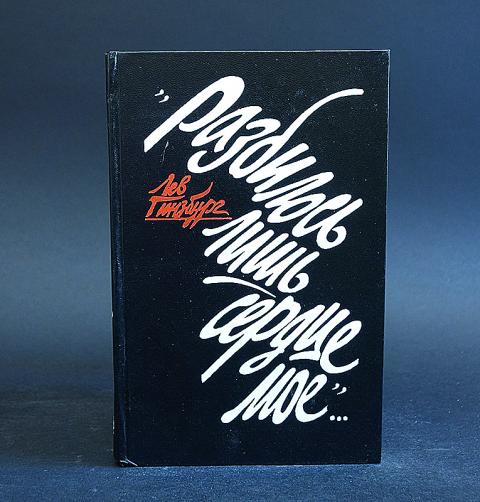 „Разбилось
Лев
Гинзбург
лишь
сердце
мое”...